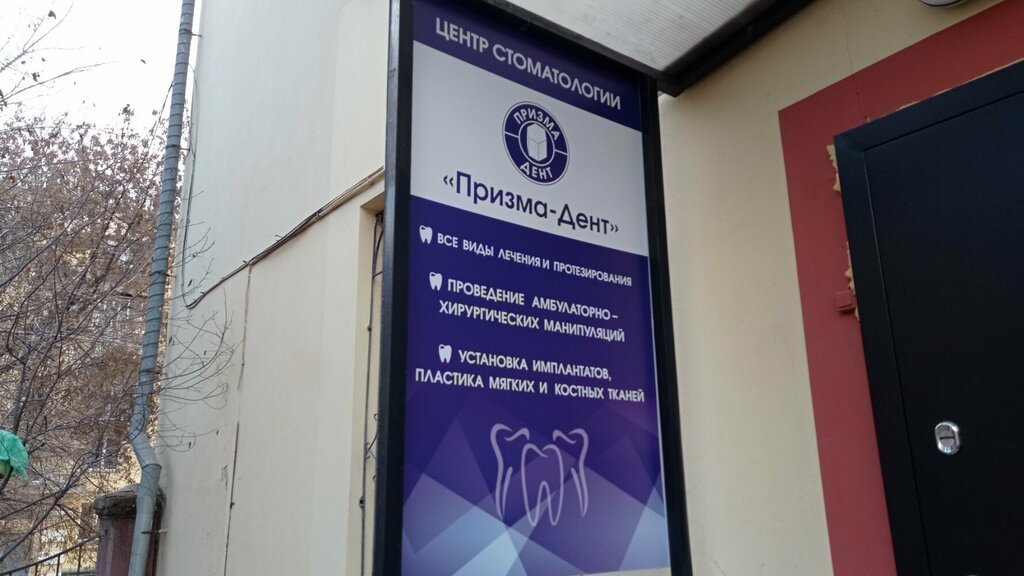 ЦЕНТР СТОМАТОЛОГИИ
ПРИЗМА
ДЕНТ
«Призма-Дент»
ВСЕ ВИДЫ ЛЕЧЕНИЯ И ПРОТЕЗИРОВАНИЯ
ПРОВЕДЕНИЕ АМБУЛАТОРНО-
ХИРУРГИЧЕСКИХ МАНИПУЛЯЦИЙ
УСТАНОВКА ИМПЛАНТАТОВ,
ПЛАСТИКА МЯГКИХ И КОСТНЫХ ТКАНЕЙ